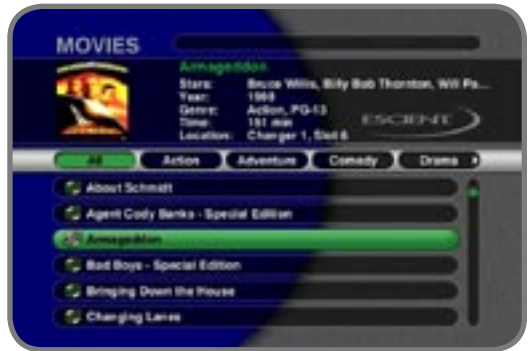 MOVIES
Armageddon
Stars: Bruce Willis, Billy Bob Thornton, Will Pa...
Year: 1998
Genre: Action, PG-13
Time: 151 min
Location: Changer 1, Slot 6
ESCIENT
All Action Adventure Comedy Drama
About Schmidt
Agent Cody Banks - Special Edition
Armageddon
Bad Boys - Special Edition
Bringing Down the House
Changing Lanes